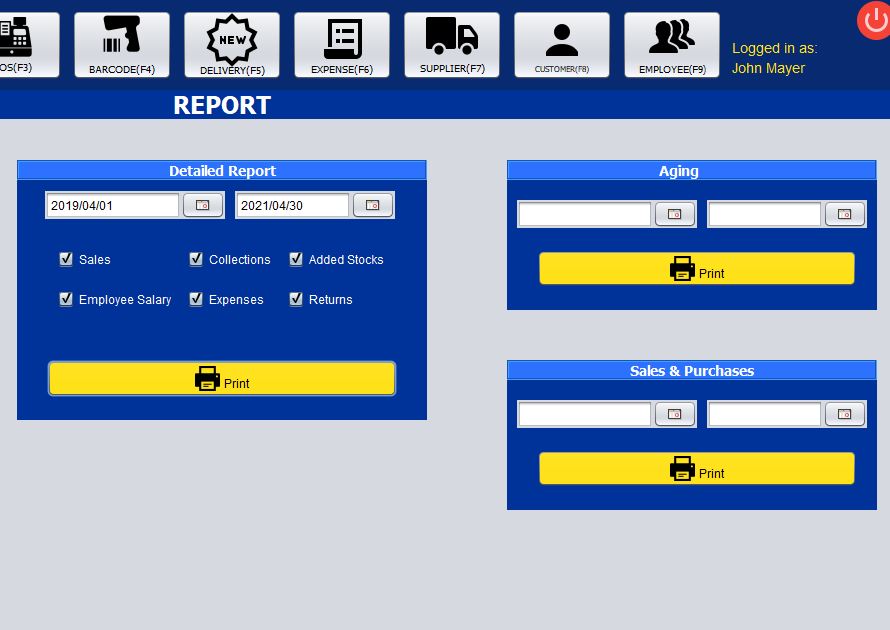 OS(F3)
BARCODE(F4)
NEW
DELIVERY(F5)
EXPENSE(F6)
SUPPLIER(F7)
CUSTOMER(F8)
EMPLOYEE(F9)
Logged in as:
John Mayer
REPORT
Detailed Report
2019/04/01
2021/04/30
Sales
Collections
Added Stocks
Employee Salary
Expenses
Returns
Print
Aging
Print
Sales & Purchases
Print